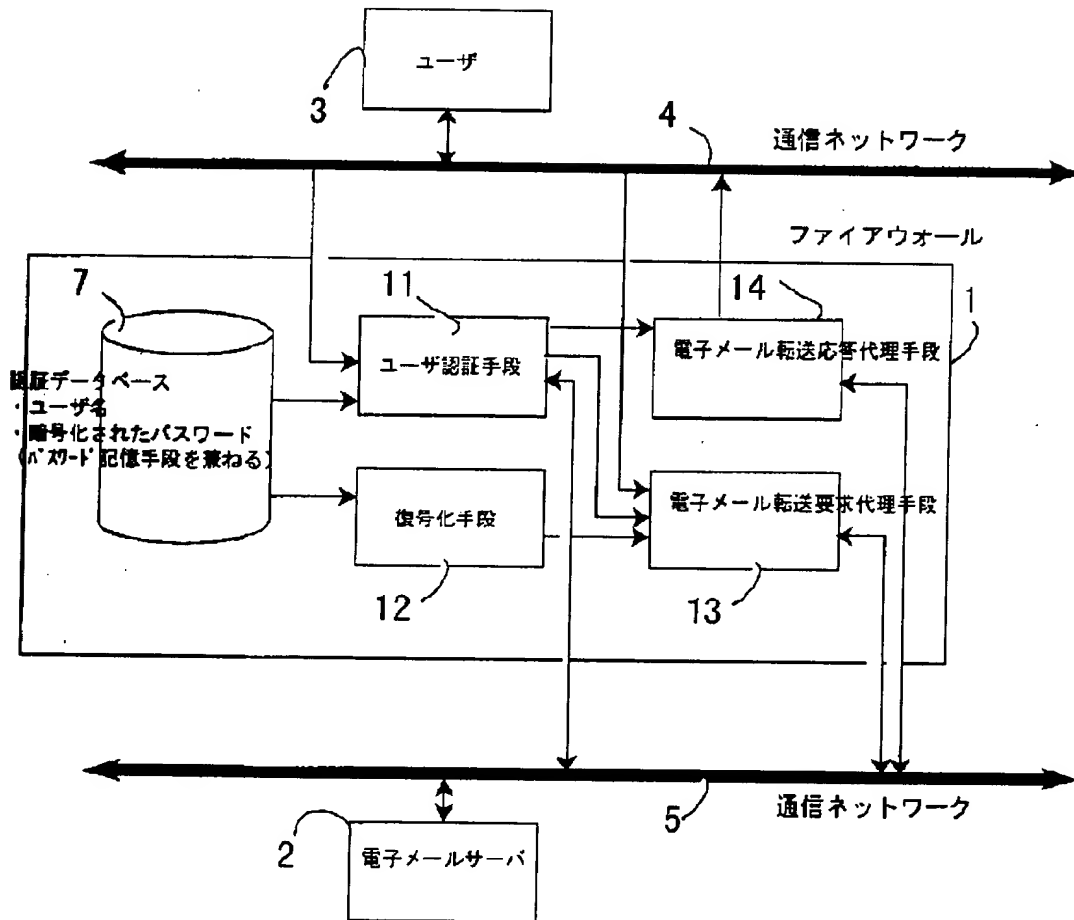 ユーザ
3
4
通信ネットワーク
ファイアウォール
7
11
14
1
ユーザ認証手段
電子メール転送応答代理手段
認証データベース
・ユーザ名
・暗号化されたパスワード
(パスワード記憶手段を兼ねる)
復号化手段
電子メール転送要求代理手段
12
13
5
通信ネットワーク
2
電子メールサーバ